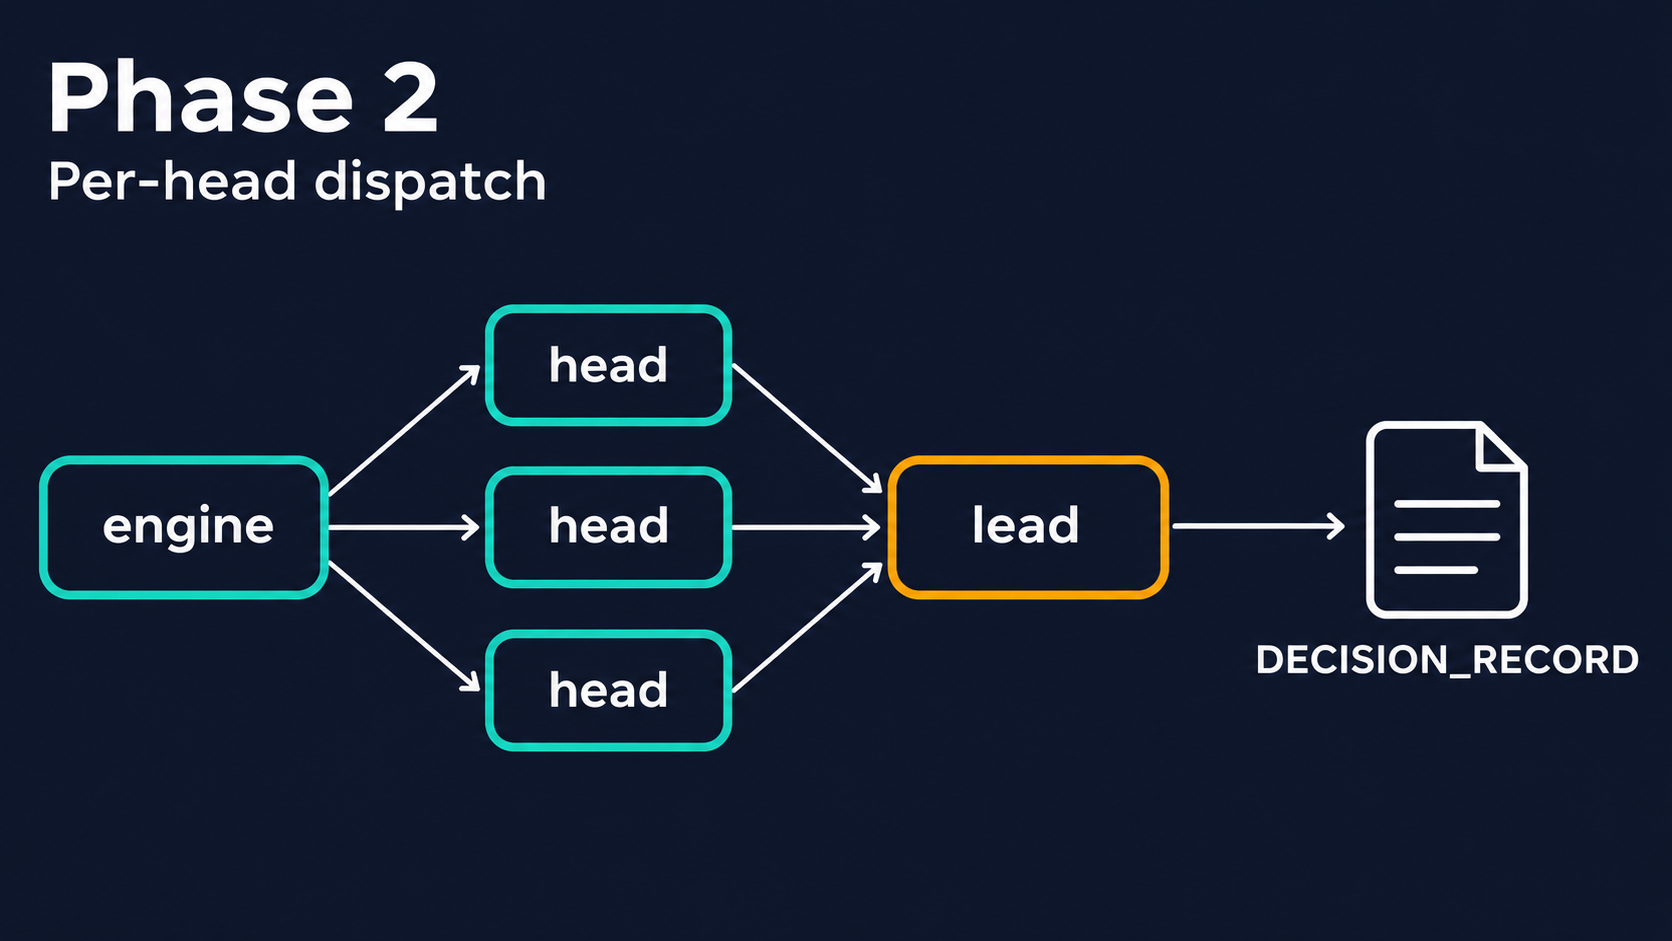 Phase 2
Per-head dispatch
head
engine
head
lead
head
DECISION_RECORD